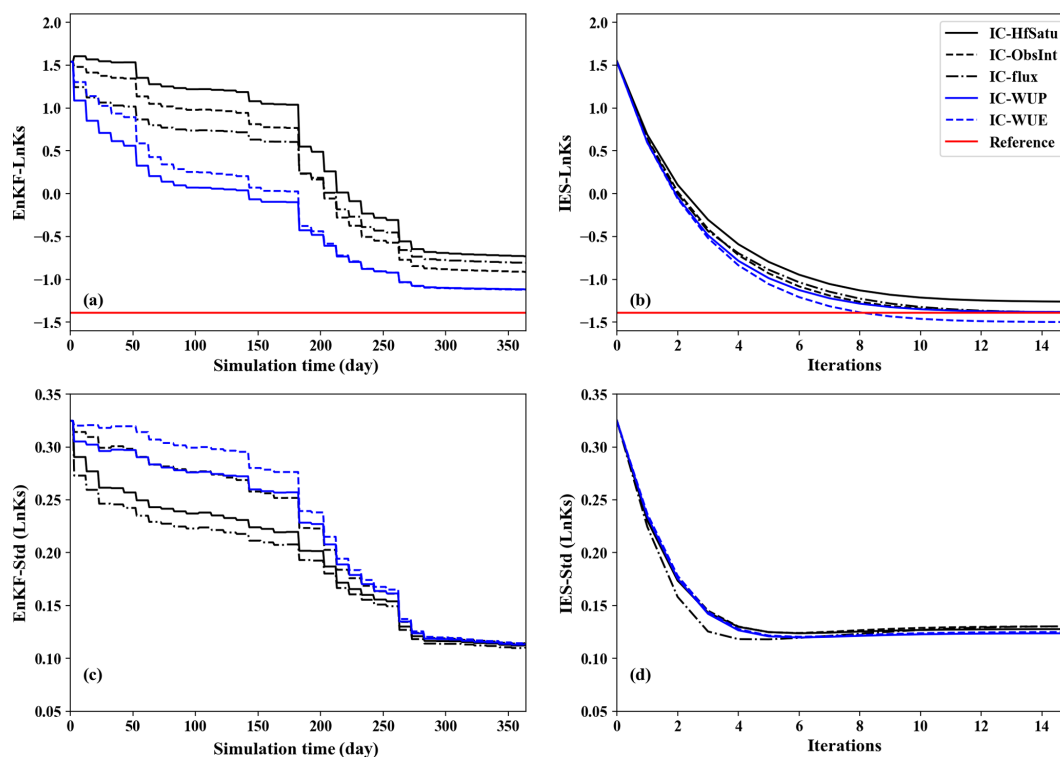 2.0
1.5
1.0
0.5
0.0
−0.5
−1.0
−1.5
EnKF-LnKs
(a)
0 50 100 150 200 250 300 350
Simulation time (day)
2.0
1.5
1.0
0.5
0.0
−0.5
−1.0
−1.5
IES-LnKs
IC-HfSatu
IC-ObsInt
IC-flux
IC-WUP
IC-WUE
Reference
(b)
0 2 4 6 8 10 12 14
Iterations
0.35
0.30
0.25
0.20
0.15
0.10
0.05
EnKF-Std (LnKs)
(c)
0 50 100 150 200 250 300 350
Simulation time (day)
0.35
0.30
0.25
0.20
0.15
0.10
0.05
IES-Std (LnKs)
(d)
0 2 4 6 8 10 12 14
Iterations